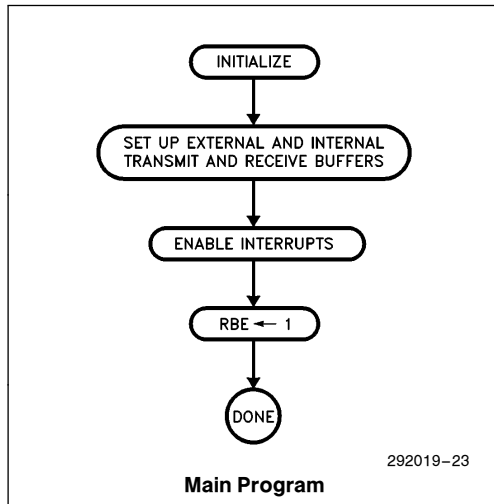 INITIALIZE
SET UP EXTERNAL AND INTERNAL
TRANSMIT AND RECEIVE BUFFERS
ENABLE INTERRUPTS
RBE ← 1
DONE
292019–23
Main Program